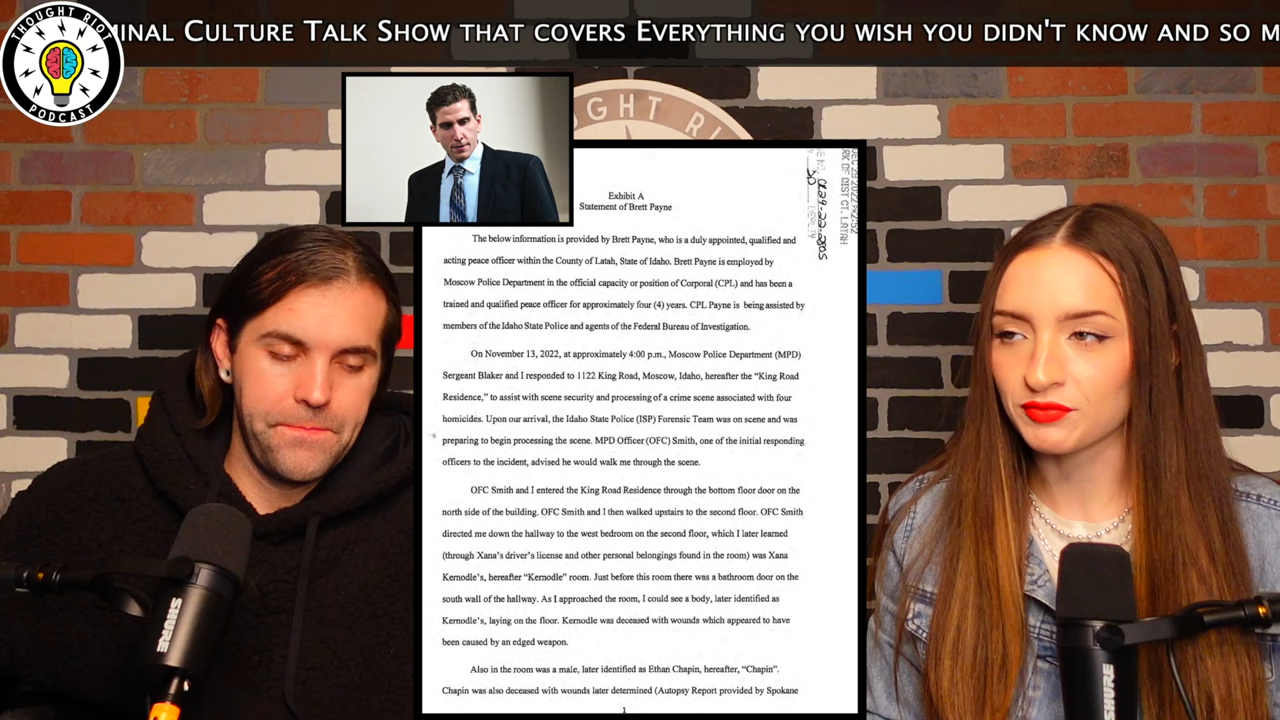 MINAL CULTURE TALK SHOW THAT COVERS EVERYTHING YOU WISH YOU DIDN'T KNOW AND SO M
THOUGHT RIOT
PODCAST
GHT RI
Exhibit A
Statement of Brett Payne
The below information is provided by Brett Payne, who is a duly appointed, qualified and
acting peace officer within the County of Latah, State of Idaho. Brett Payne is employed by
Moscow Police Department in the official capacity or position of Corporal (CPL) and has been a
trained and qualified peace officer for approximately four (4) years. CPL Payne is being assisted by
members of the Idaho State Police and agents of the Federal Bureau of Investigation.
On November 13, 2022, at approximately 4:00 p.m., Moscow Police Department (MPD)
Sergeant Blaker and I responded to 1122 King Road, Moscow, Idaho, hereafter the "King Road
Residence," to assist with scene security and processing of a crime scene associated with four
homicides. Upon our arrival, the Idaho State Police (ISP) Forensic Team was on scene and was
preparing to begin processing the scene. MPD Officer (OFC) Smith, one of the initial responding
officers to the incident, advised he would walk me through the scene.
OFC Smith and I entered the King Road Residence through the bottom floor door on the
north side of the building. OFC Smith and I then walked upstairs to the second floor. OFC Smith
directed me down the hallway to the west bedroom on the second floor, which I later learned
(through Xana's driver's license and other personal belongings found in the room) was Xana
Kernodle's, hereafter "Kernodle" room. Just before this room there was a bathroom door on the
south wall of the hallway. As I approached the room, I could see a body, later identified as
Kernodle's, laying on the floor. Kernodle was deceased with wounds which appeared to have
been caused by an edged weapon.
Also in the room was a male, later identified as Ethan Chapin, hereafter, "Chapin".
Chapin was also deceased with wounds later determined (Autopsy Report provided by Spokane
1
SHURE
SHURE